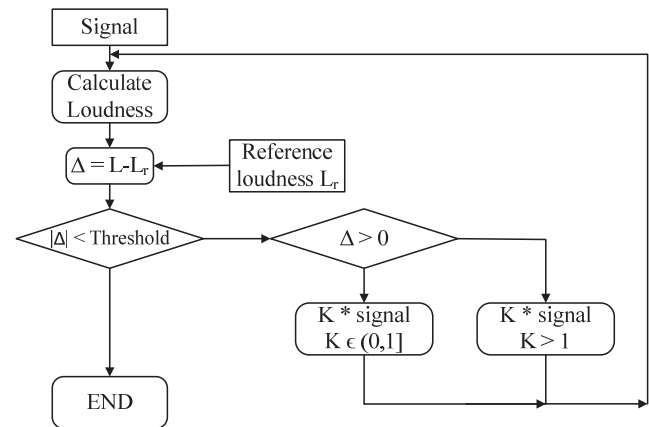 Signal
Calculate
Loudness
Δ = L-Lᵣ
Reference
loudness Lᵣ
|Δ| < Threshold
Δ > 0
K * signal
K ϵ (0,1]
K * signal
K > 1
END